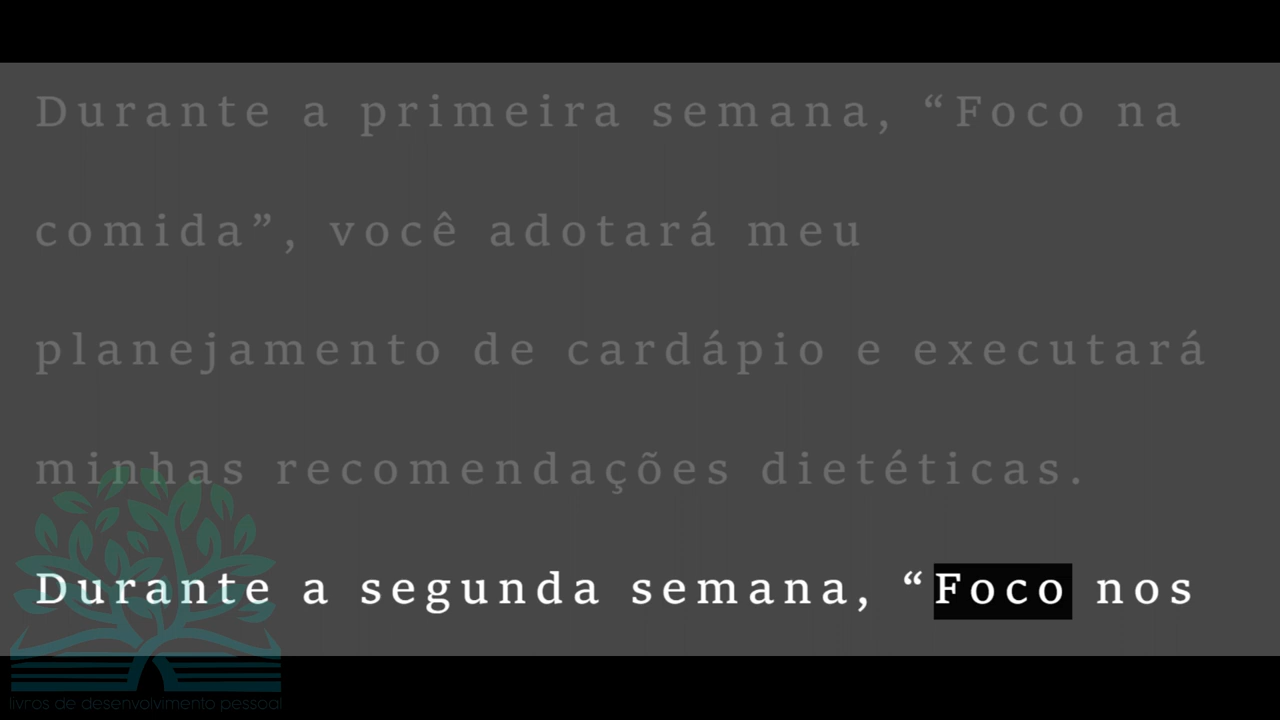 Durante a primeira semana, “Foco na
comida”, você adotará meu
planejamento de cardápio e executará
minhas recomendações dietéticas.
Durante a segunda semana, “Foco nos
livros de desenvolvimento pessoal